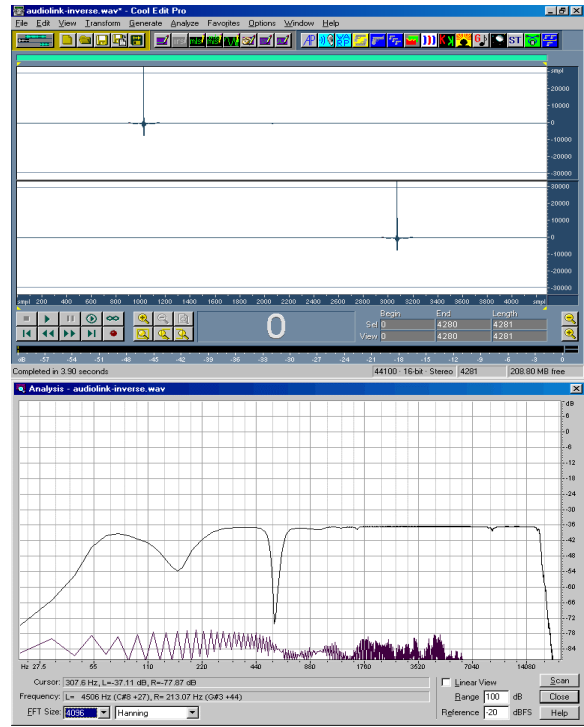 audiolink-inverse.wav* - Cool Edit Pro
File Edit View Transform Generate Analyze Favorites Options Window Help
smpl
20000
10000
0
-10000
-20000
-30000
30000
20000
10000
0
-10000
-20000
-30000
smpl 200 400 600 800 1000 1200 1400 1600 1800 2000 2200 2400 2600 2800 3000 3200 3400 3600 3800 4000 smpl
Begin End Length
Sel 0 4280 4281
View 0 4280 4281
0
dB -57 -54 -51 -48 -45 -42 -39 -36 -33 -30 -27 -24 -21 -18 -15 -12 -9 -6 -3 0
Completed in 3.90 seconds 44100 · 16-bit · Stereo 4281 208.80 MB free
Analysis - audiolink-inverse.wav
dB
-6
-0
-6
-12
-18
-24
-30
-36
-42
-48
-54
-60
-66
-72
-78
-84
Hz 27.5 55 110 220 440 880 1760 3520 7040 14080
Cursor: 307.6 Hz, L=-37.11 dB, R=-77.87 dB
Frequency: L= 4506 Hz (C#8 +27), R= 213.07 Hz (G#3 +44)
FFT Size: 4096 Hanning
Linear View Scan
Range 100 dB Close
Reference -20 dBFS Help